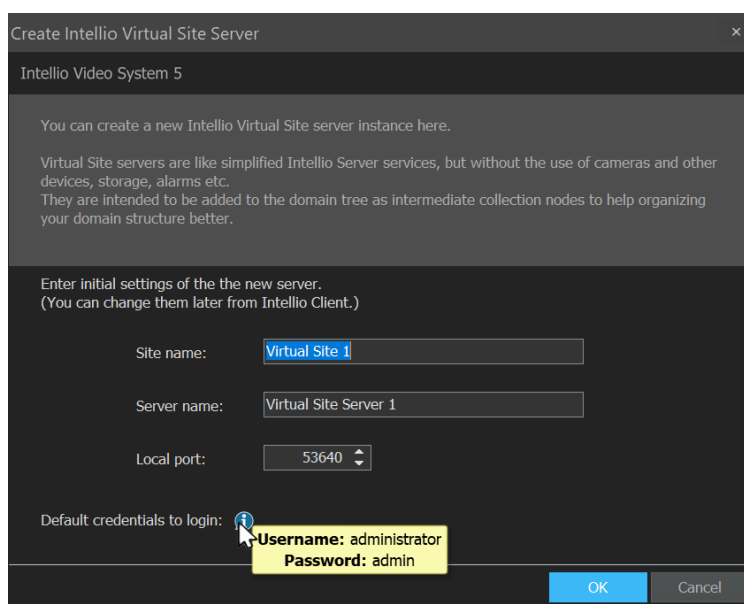 Create Intellio Virtual Site Server
Intellio Video System 5
You can create a new Intellio Virtual Site server instance here.
Virtual Site servers are like simplified Intellio Server services, but without the use of cameras and other
devices, storage, alarms etc.
They are intended to be added to the domain tree as intermediate collection nodes to help organizing
your domain structure better.
Enter initial settings of the the new server.
(You can change them later from Intellio Client.)
Site name: Virtual Site 1
Server name: Virtual Site Server 1
Local port: 53640
Default credentials to login:
Username: administrator
Password: admin
OK Cancel